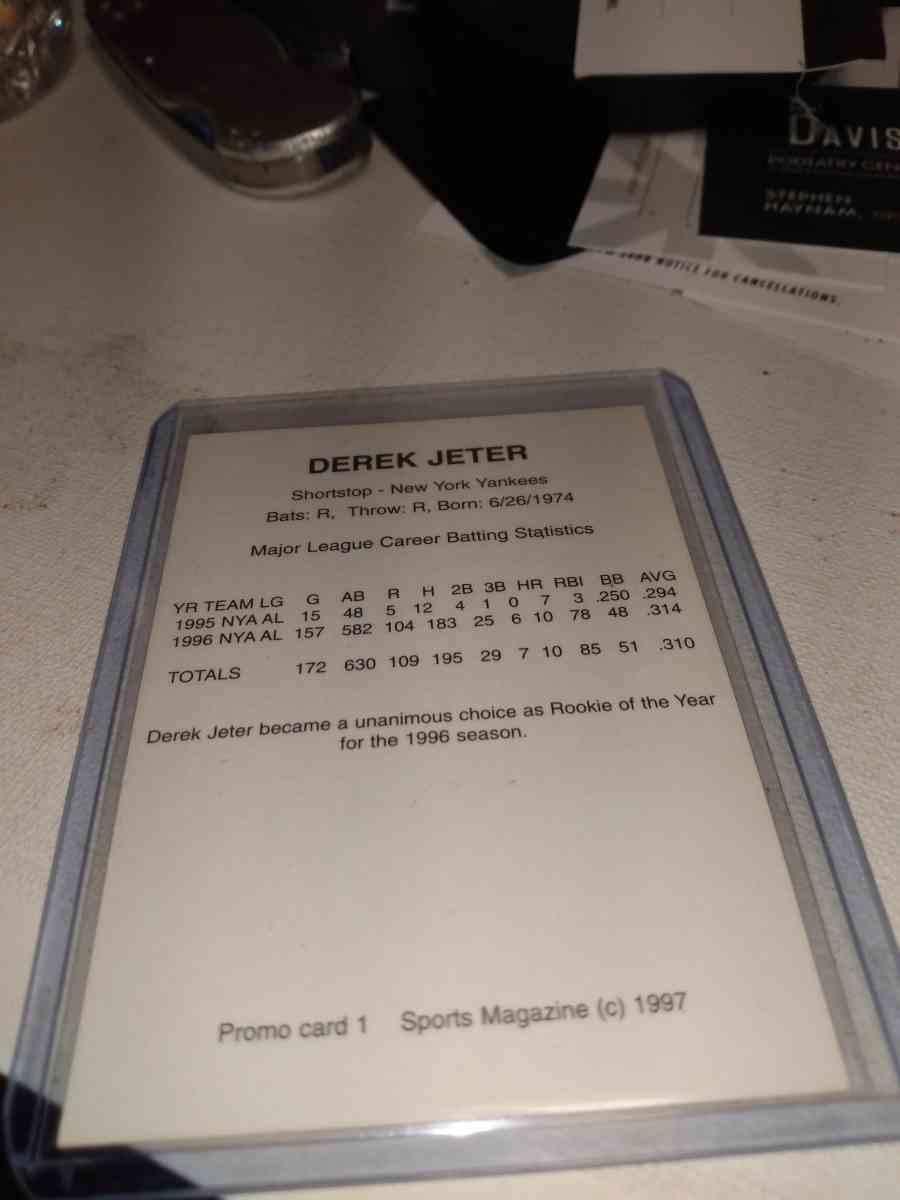 DAVIS
PODIATRY CEN
STEPHEN
HAYNAM,
NOTICE FOR CANCELLATIONS.
DEREK JETER
Shortstop - New York Yankees
Bats: R, Throw: R, Born: 6/26/1974
Major League Career Batting Statistics
YR TEAM LG G AB R H 2B 3B HR RBI BB AVG
1995 NYA AL 15 48 5 12 4 1 0 7 3 .250 .294
1996 NYA AL 157 582 104 183 25 6 10 78 48 .314
TOTALS 172 630 109 195 29 7 10 85 51 .310
Derek Jeter became a unanimous choice as Rookie of the Year
for the 1996 season.
Promo card 1 Sports Magazine (c) 1997